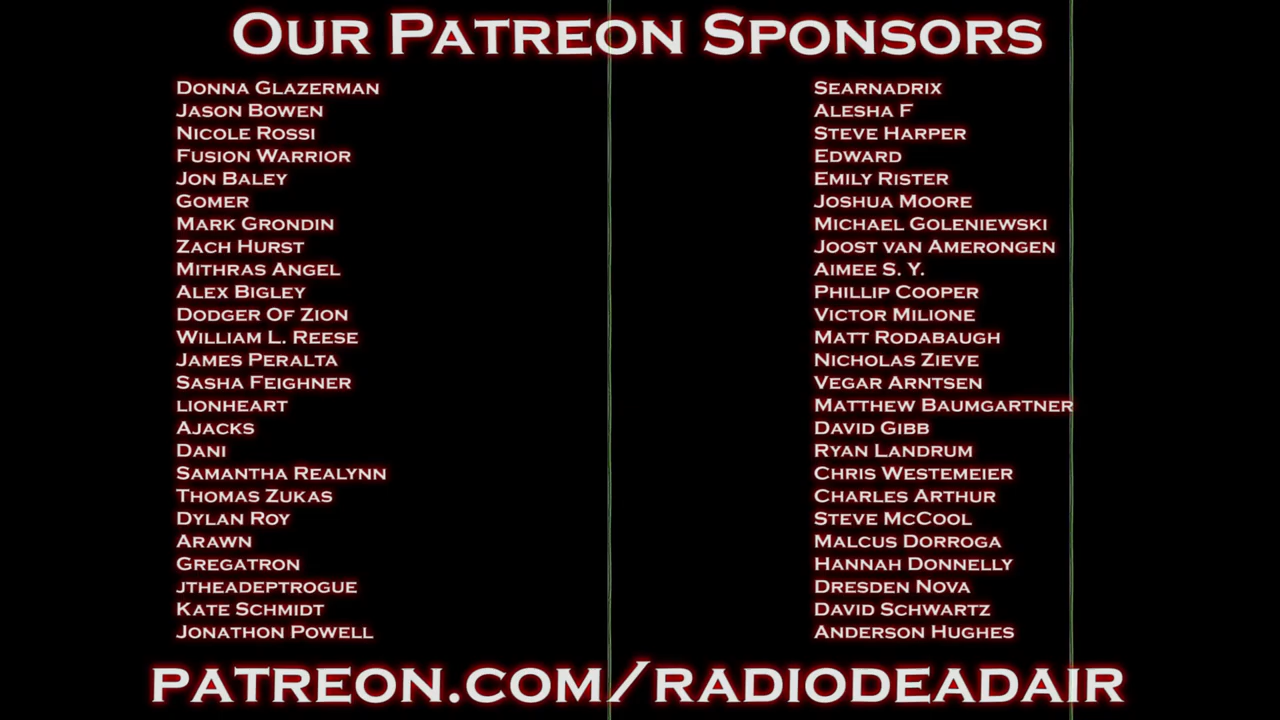 Our Patreon Sponsors
Donna Glazerman
Jason Bowen
Nicole Rossi
Fusion Warrior
Jon Baley
Gomer
Mark Grondin
Zach Hurst
Mithras Angel
Alex Bigley
Dodger Of Zion
William L. Reese
James Peralta
Sasha Feighner
lionheart
Ajacks
Dani
Samantha Realynn
Thomas Zukas
Dylan Roy
Arawn
Gregatron
jtheadeptrogue
Kate Schmidt
Jonathon Powell
Searnadrix
Alesha F
Steve Harper
Edward
Emily Rister
Joshua Moore
Michael Goleniewski
Joost van Amerongen
Aimee S. Y.
Phillip Cooper
Victor Milione
Matt Rodabaugh
Nicholas Zieve
Vegar Arntsen
Matthew Baumgartner
David Gibb
Ryan Landrum
Chris Westemeier
Charles Arthur
Steve McCool
Malcus Dorroga
Hannah Donnelly
Dresden Nova
David Schwartz
Anderson Hughes
patreon.com/radiodeadair